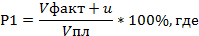 P1 = (Vфакт + u) / Vпл * 100%, где